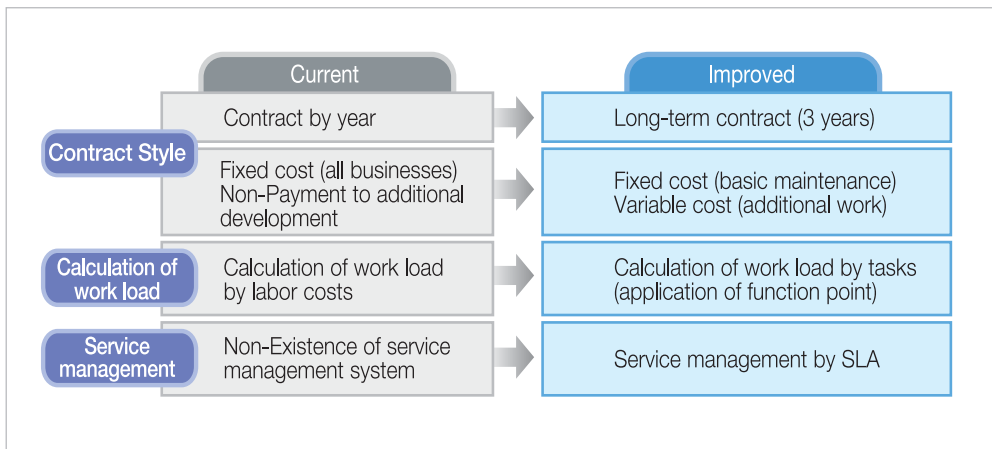 Current
Improved
Contract Style
Contract by year
Long-term contract (3 years)
Fixed cost (all businesses)
Non-Payment to additional
development
Fixed cost (basic maintenance)
Variable cost (additional work)
Calculation of
work load
Calculation of work load
by labor costs
Calculation of work load by tasks
(application of function point)
Service
management
Non-Existence of service
management system
Service management by SLA